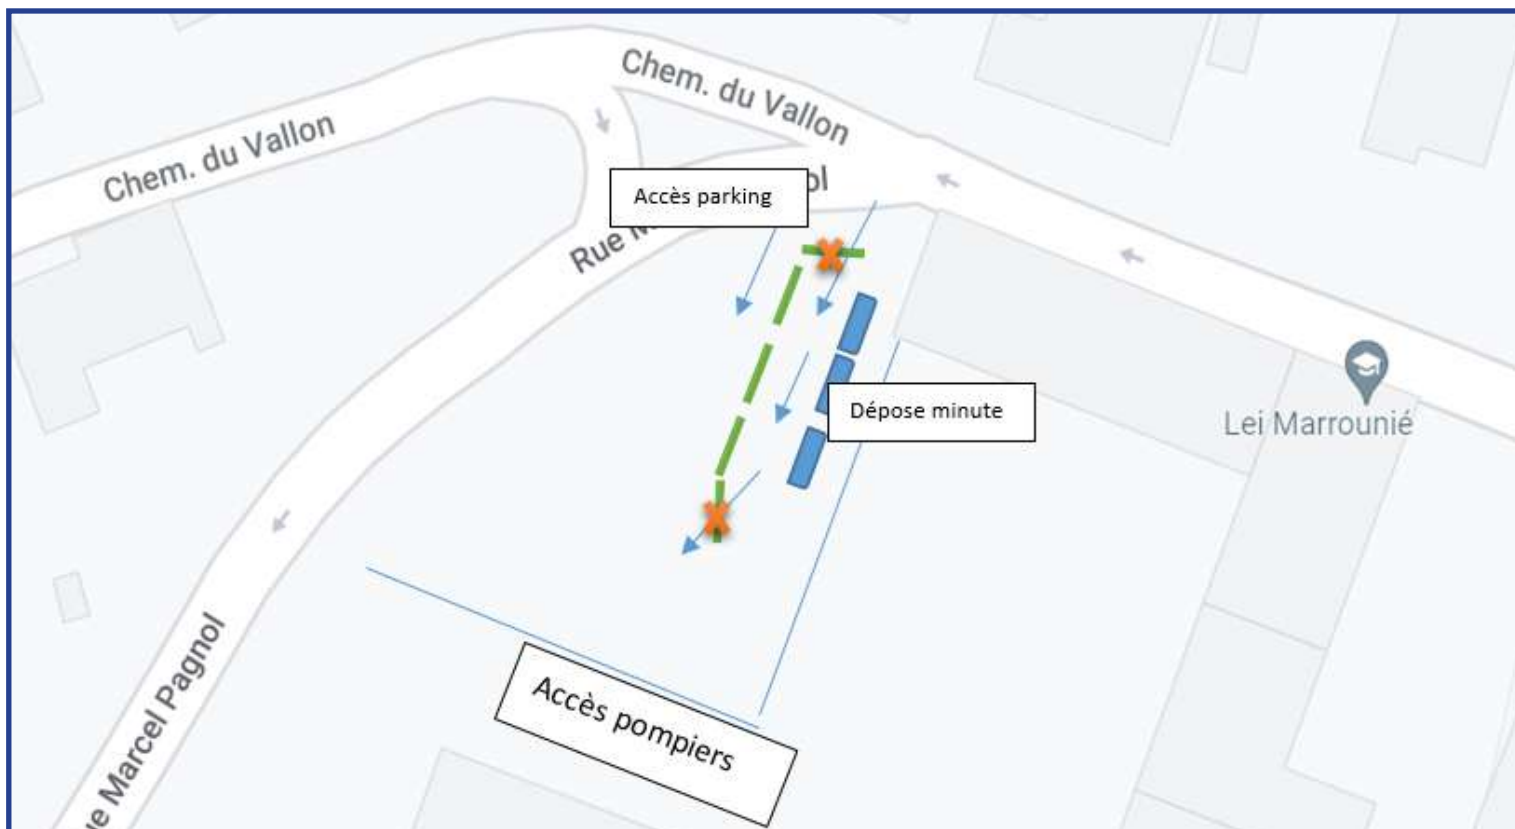 Chem. du Vallon
Chem. du Vallon
Accès parking
Rue
Dépose minute
Lei Marrounié
Accès pompiers
Marcel Pagnol